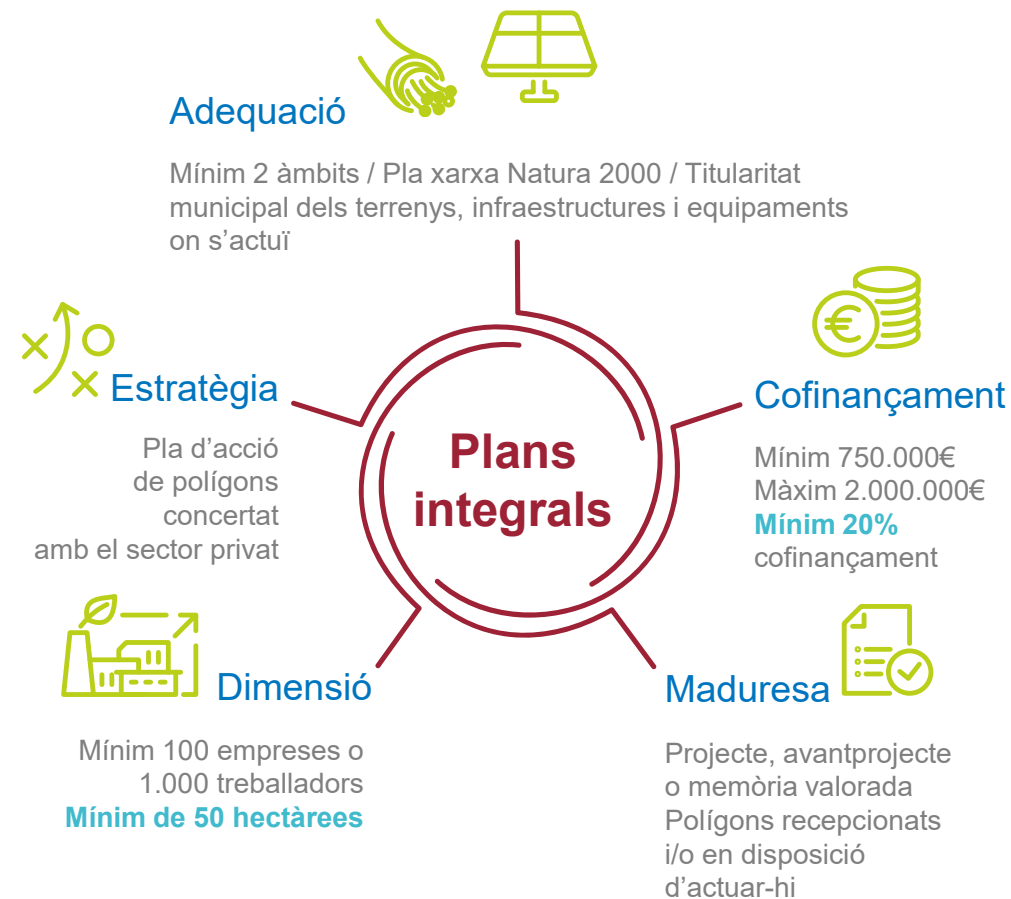 Adequació
Mínim 2 àmbits / Pla xarxa Natura 2000 / Titularitat
municipal dels terrenys, infraestructures i equipaments
on s’actuï
Estratègia
Pla d’acció
de polígons
concertat
amb el sector privat
Plans
integrals
Cofinançament
Mínim 750.000€
Màxim 2.000.000€
Mínim 20%
cofinançament
Dimensió
Mínim 100 empreses o
1.000 treballadors
Mínim de 50 hectàrees
Maduresa
Projecte, avantprojecte
o memòria valorada
Polígons recepcionats
i/o en disposició
d’actuar-hi